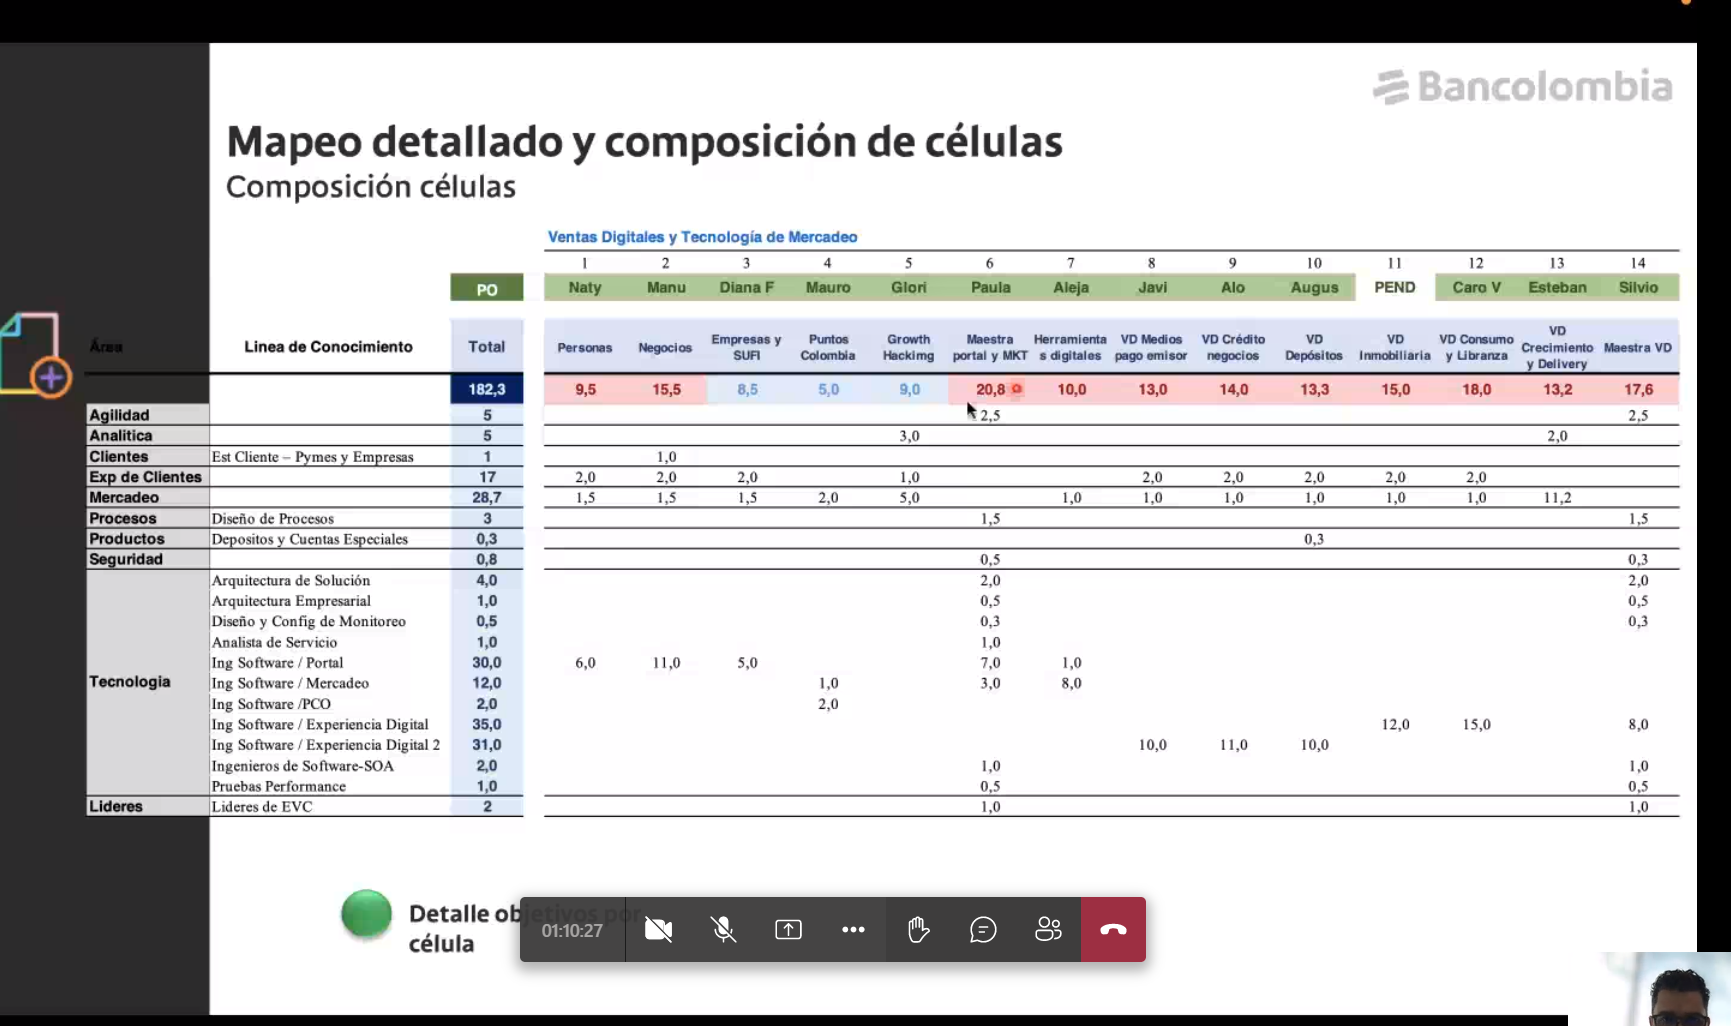 Bancolombia
Mapeo detallado y composición de células
Composición células
Ventas Digitales y Tecnología de Mercadeo
1 2 3 4 5 6 7 8 9 10 11 12 13 14
PO Naty Manu Diana F Mauro Glori Paula Aleja Javi Alo Augus PEND Caro V Esteban Silvio
Área Linea de Conocimiento Total Personas Negocios Empresas y SUFI Puntos Colombia Growth Hacking Maestra portal y MKT Herramienta s digitales VD Medios pago emisor VD Crédito negocios VD Depósitos VD Inmobiliaria VD Consumo y Libranza VD Crecimiento y Delivery Maestra VD
182,3 9,5 15,5 8,5 5,0 9,0 20,8 10,0 13,0 14,0 13,3 15,0 18,0 13,2 17,6
Agilidad 5 2,5 2,5
Analitica 5 3,0 2,0
Clientes Est Cliente – Pymes y Empresas 1 1,0
Exp de Clientes 17 2,0 2,0 2,0 1,0 2,0 2,0 2,0 2,0 2,0
Mercadeo 28,7 1,5 1,5 1,5 2,0 5,0 1,0 1,0 1,0 1,0 1,0 1,0 11,2
Procesos Diseño de Procesos 3 1,5 1,5
Productos Depositos y Cuentas Especiales 0,3 0,3
Seguridad 0,8 0,5 0,3
Arquitectura de Solución 4,0 2,0 2,0
Arquitectura Empresarial 1,0 0,5 0,5
Diseño y Config de Monitoreo 0,5 0,3 0,3
Analista de Servicio 1,0 1,0
Ing Software / Portal 30,0 6,0 11,0 5,0 7,0 1,0
Tecnologia Ing Software / Mercadeo 12,0 1,0 3,0 8,0
Ing Software /PCO 2,0 2,0
Ing Software / Experiencia Digital 35,0 12,0 15,0 8,0
Ing Software / Experiencia Digital 2 31,0 10,0 11,0 10,0
Ingenieros de Software-SOA 2,0 1,0 1,0
Pruebas Performance 1,0 0,5 0,5
Lideres Lideres de EVC 2 1,0 1,0
Detalle objetivos por
célula
01:10:27